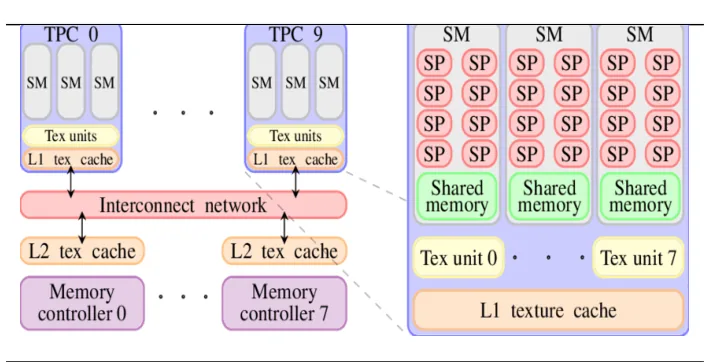 TPC 0
SM SM SM
Tex units
L1 tex cache
TPC 9
SM SM SM
Tex units
L1 tex cache
Interconnect network
L2 tex cache
L2 tex cache
Memory
controller 0
Memory
controller 7
SM SM SM
SP SP SP SP SP SP
SP SP SP SP SP SP
SP SP SP SP SP SP
SP SP SP SP SP SP
Shared
memory
Shared
memory
Shared
memory
Tex unit 0
Tex unit 7
L1 texture cache